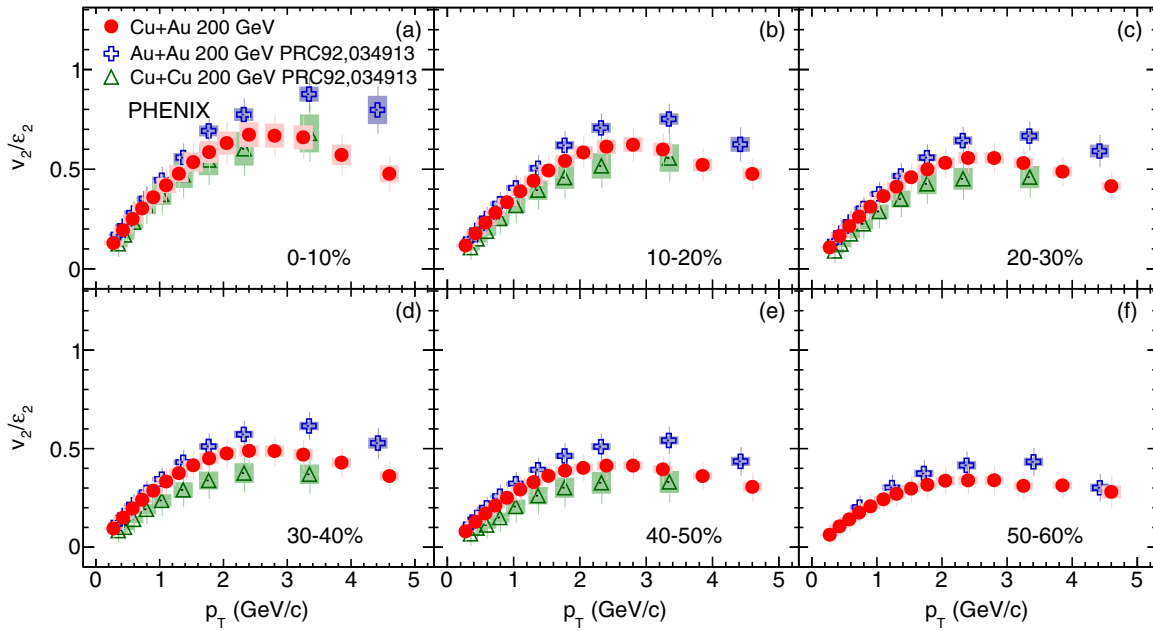 (a)
Cu+Au 200 GeV
Au+Au 200 GeV PRC92,034913
Cu+Cu 200 GeV PRC92,034913
PHENIX
0-10%
(b)
10-20%
(c)
20-30%
1
0.5
0
v₂/ε₂
(d)
30-40%
(e)
40-50%
(f)
50-60%
1
0.5
0
v₂/ε₂
0 1 2 3 4 5
0 1 2 3 4 5
0 1 2 3 4 5
p_T (GeV/c)
p_T (GeV/c)
p_T (GeV/c)